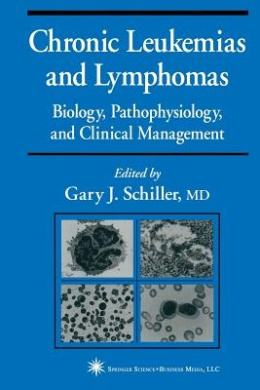 Chronic Leukemias
and Lymphomas
Biology, Pathophysiology,
and Clinical Management
Edited by
Gary J. Schiller, MD
Springer Science+Business Media, LLC